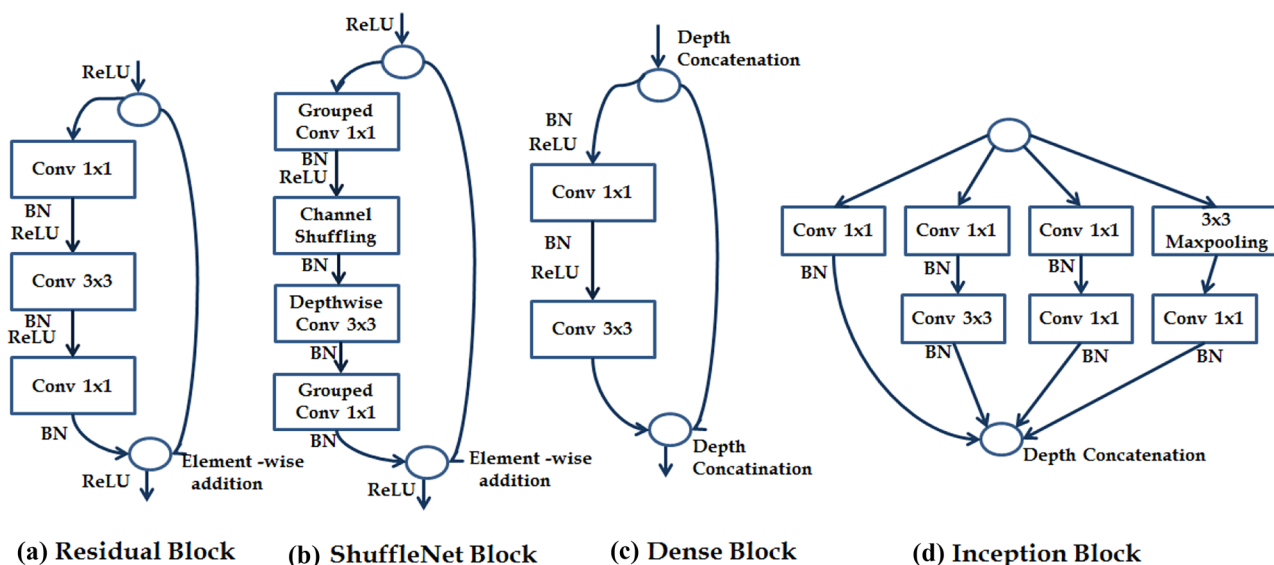 ReLU
Conv 1x1
BN
ReLU
Conv 3x3
BN
ReLU
Conv 1x1
BN
Element -wise
addition
ReLU
(a) Residual Block
ReLU
Grouped
Conv 1x1
BN
ReLU
Channel
Shuffling
BN
Depthwise
Conv 3x3
BN
Grouped
Conv 1x1
BN
Element -wise
addition
ReLU
(b) ShuffleNet Block
Depth
Concatenation
BN
ReLU
Conv 1x1
BN
ReLU
Conv 3x3
Depth
Concatination
(c) Dense Block
Conv 1x1
Conv 1x1
Conv 1x1
3x3
Maxpooling
BN
BN
BN
Conv 3x3
Conv 1x1
Conv 1x1
BN
BN
BN
Depth Concatenation
(d) Inception Block